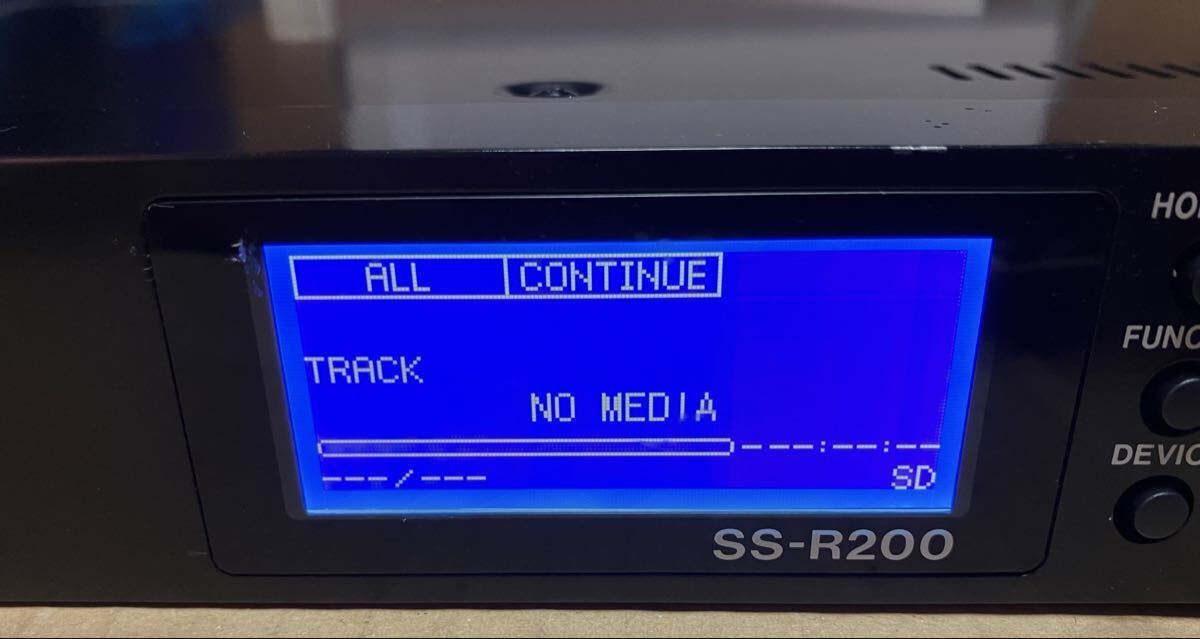 ALL CONTINUE
TRACK
NO MEDIA
---:--:--
---/---
SD
SS-R200
HO
FUNC
DEVIC